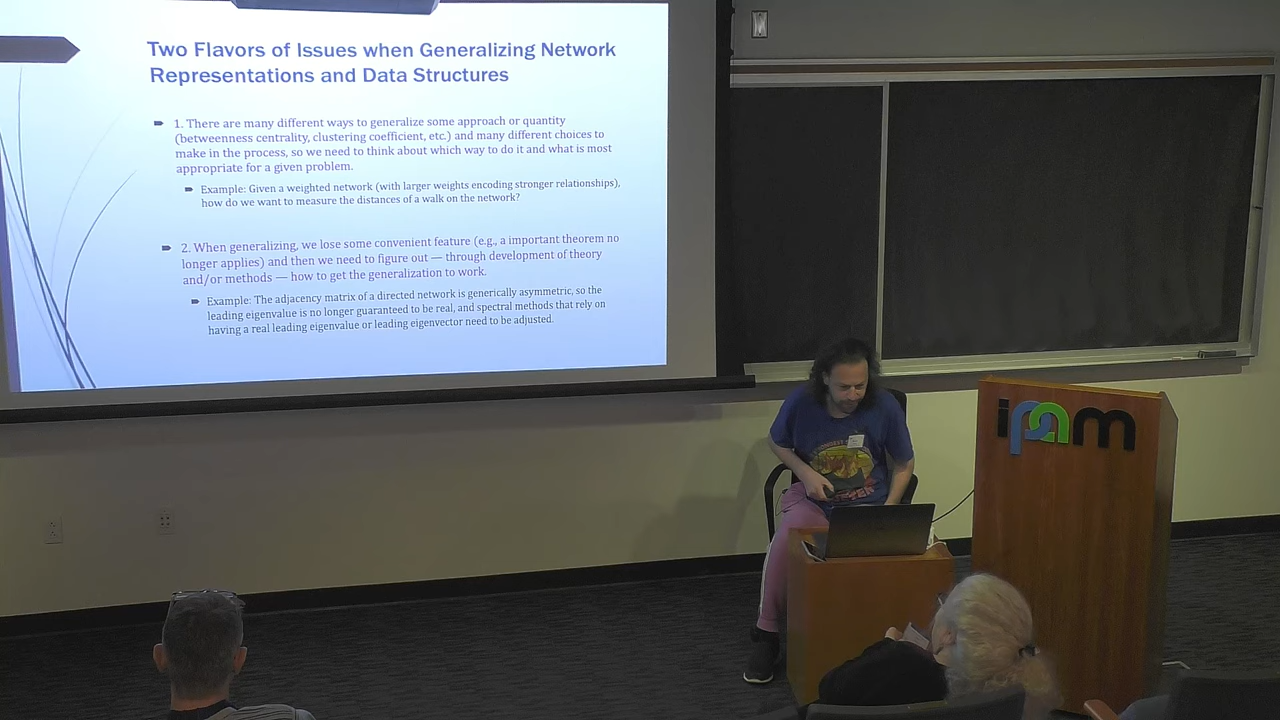 Two Flavors of Issues when Generalizing Network
Representations and Data Structures
1. There are many different ways to generalize some approach or quantity
(betweenness centrality, clustering coefficient, etc.) and many different choices to
make in the process, so we need to think about which way to do it and what is most
appropriate for a given problem.
Example: Given a weighted network (with larger weights encoding stronger relationships),
how do we want to measure the distances of a walk on the network?
2. When generalizing, we lose some convenient feature (e.g., a important theorem no
longer applies) and then we need to figure out — through development of theory
and/or methods — how to get the generalization to work.
Example: The adjacency matrix of a directed network is generically asymmetric, so the
leading eigenvalue is no longer guaranteed to be real, and spectral methods that rely on
having a real leading eigenvalue or leading eigenvector need to be adjusted.
ipam